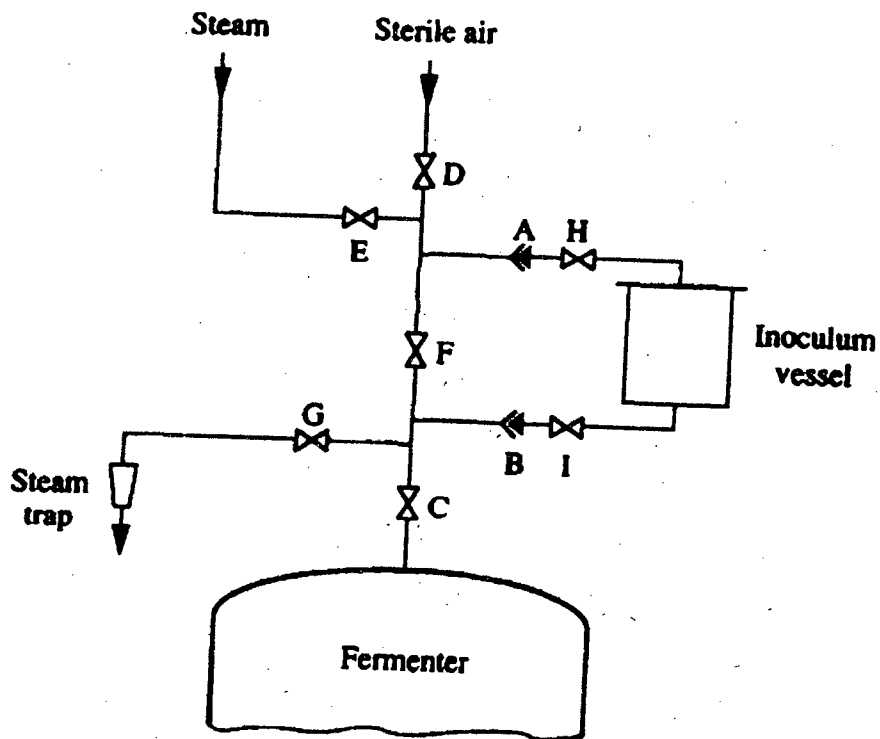 Steam
Sterile air
D
E
A H
F
Inoculum
vessel
G
B I
Steam
trap
C
Fermenter